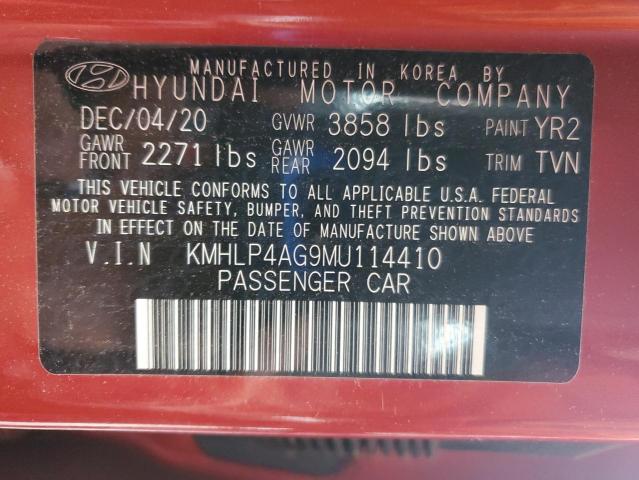 MANUFACTURED IN KOREA BY
HYUNDAI MOTOR COMPANY
DEC/04/20 GVWR 3858 lbs PAINT YR2
GAWR FRONT 2271 lbs GAWR REAR 2094 lbs TRIM TVN
THIS VEHICLE CONFORMS TO ALL APPLICABLE U.S.A. FEDERAL
MOTOR VEHICLE SAFETY, BUMPER, AND THEFT PREVENTION STANDARDS
IN EFFECT ON THE DATE OF MANUFACTURE SHOWN ABOVE.
V.I.N KMHLP4AG9MU114410
PASSENGER CAR